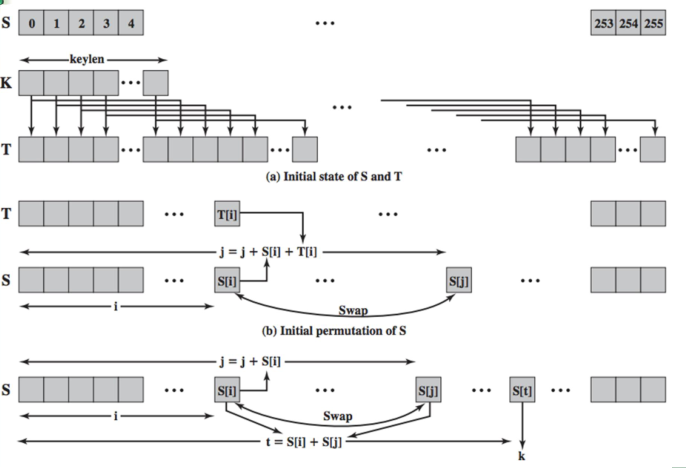 S 0 1 2 3 4 ... 253 254 255
keylen
K ...
...
T ... ... ... ...
(a) Initial state of S and T
T ... T[i] ...
j = j + S[i] + T[i]
S ... S[i] ... S[j] ...
i
Swap
(b) Initial permutation of S
j = j + S[i]
S ... S[i] ... S[j] ... S[t] ...
i Swap
t = S[i] + S[j]
k